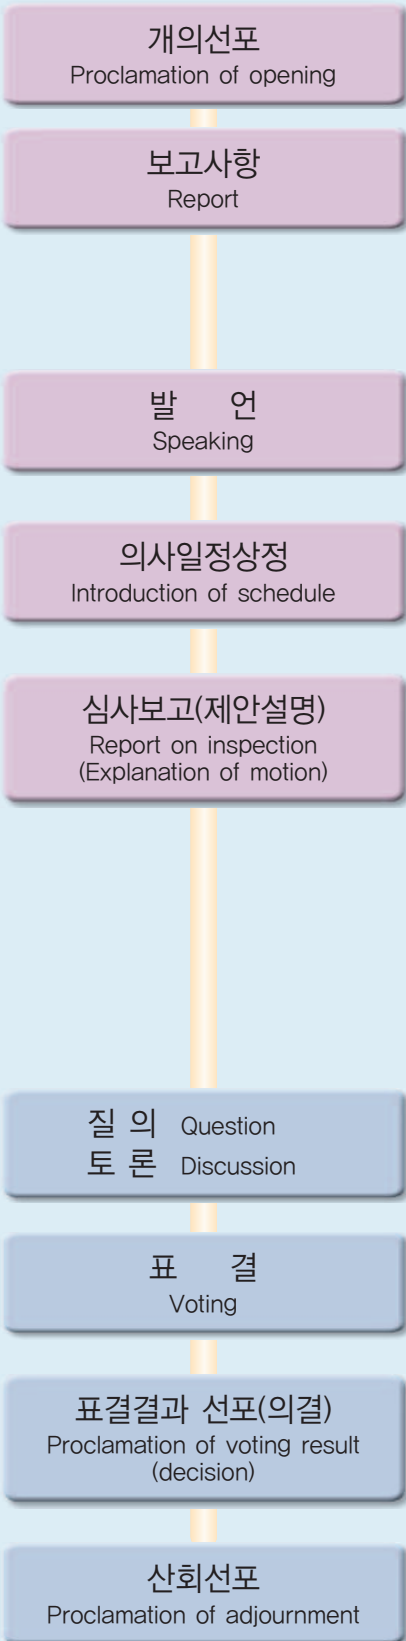 개의선포
Proclamation of opening
보고사항
Report
발 언
Speaking
의사일정상정
Introduction of schedule
심사보고(제안설명)
Report on inspection
(Explanation of motion)
질 의 Question
토 론 Discussion
표 결
Voting
표결결과 선포(의결)
Proclamation of voting result
(decision)
산회선포
Proclamation of adjournment